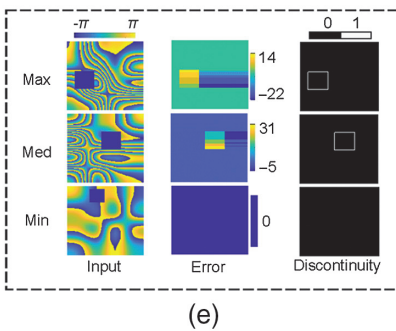 -π π 0 1
Max 14 -22
Med 31 -5
Min 0
Input Error Discontinuity
(e)